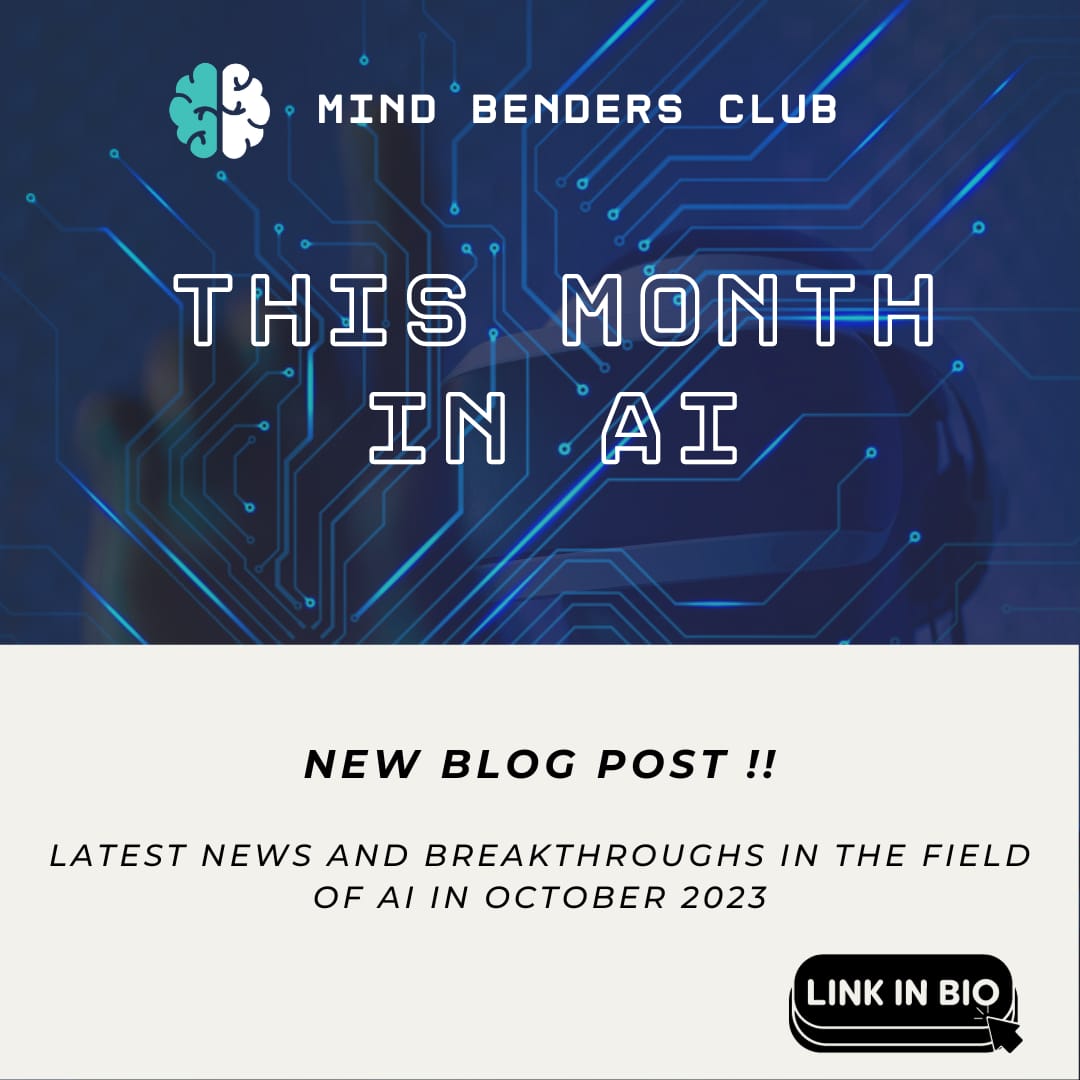 MIND BENDERS CLUB
THIS MONTH
IN AI
NEW BLOG POST !!
LATEST NEWS AND BREAKTHROUGHS IN THE FIELD
OF AI IN OCTOBER 2023
LINK IN BIO